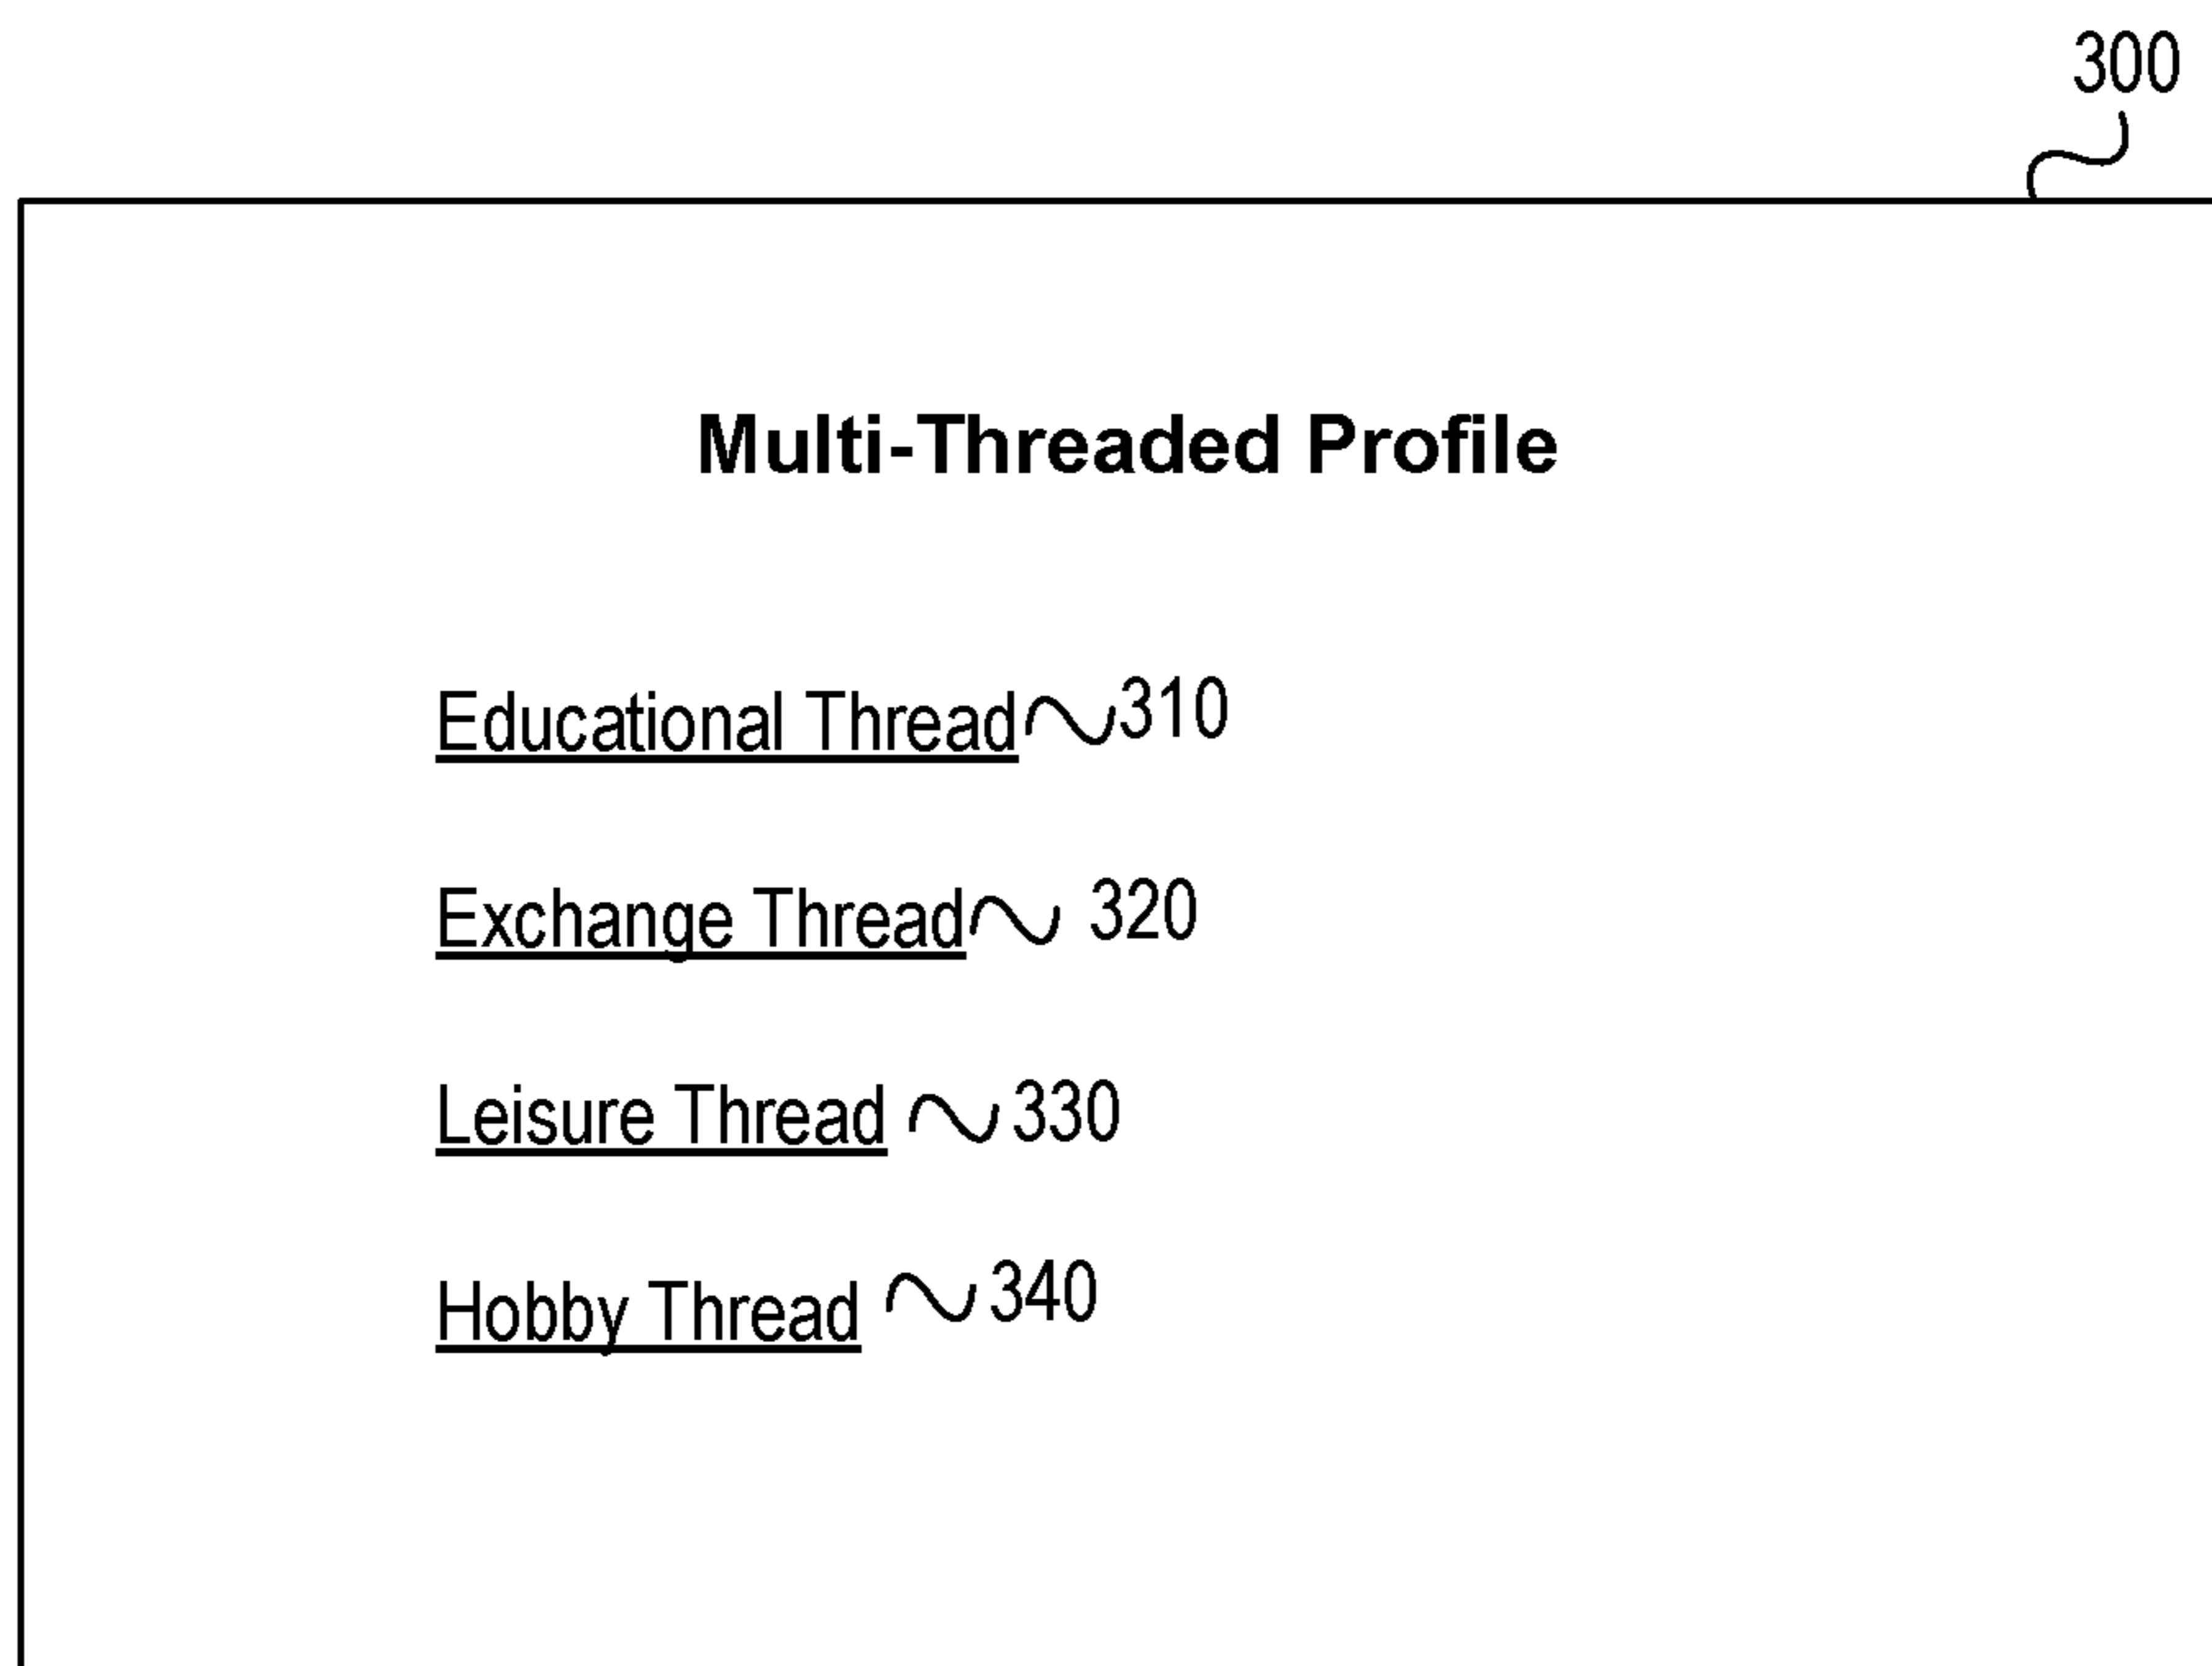 300
Multi-Threaded Profile
Educational Thread 310
Exchange Thread 320
Leisure Thread 330
Hobby Thread 340